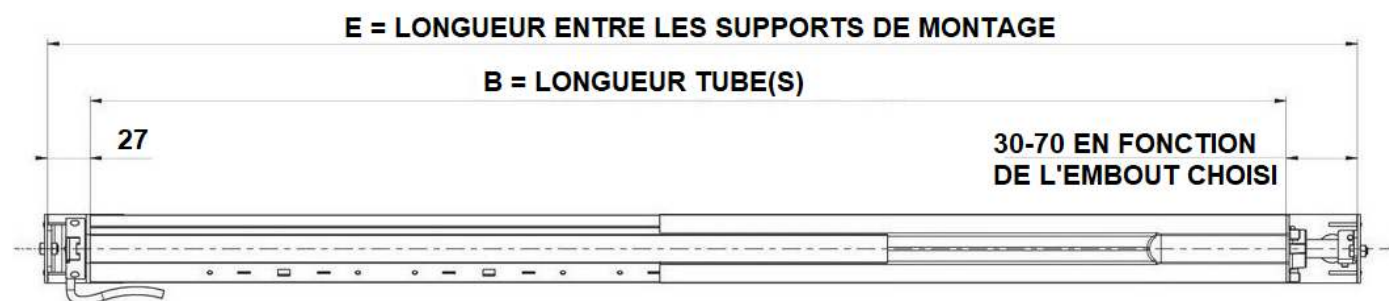 E = LONGUEUR ENTRE LES SUPPORTS DE MONTAGE
B = LONGUEUR TUBE(S)
27
30-70 EN FONCTION
DE L'EMBOUT CHOISI